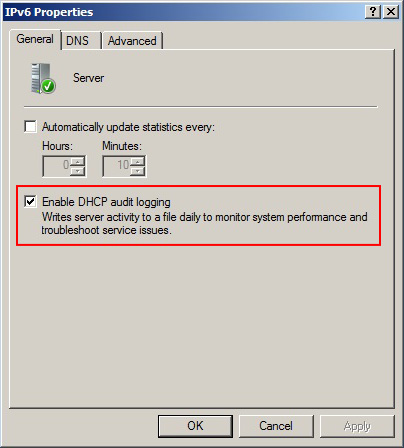 IPv6 Properties
General
DNS
Advanced
Server
Automatically update statistics every:
Hours: Minutes:
0 10
Enable DHCP audit logging
Writes server activity to a file daily to monitor system performance and
troubleshoot service issues.
OK Cancel Apply